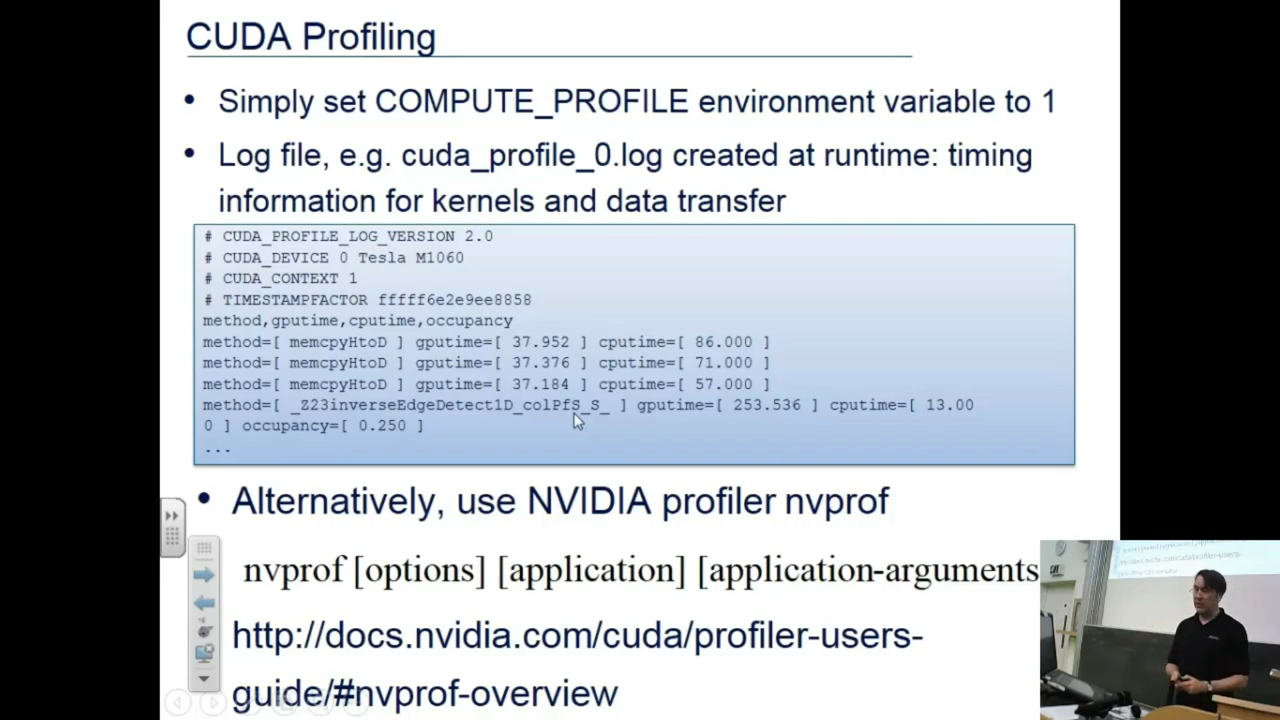 CUDA Profiling
• Simply set COMPUTE_PROFILE environment variable to 1
• Log file, e.g. cuda_profile_0.log created at runtime: timing
information for kernels and data transfer
# CUDA_PROFILE_LOG_VERSION 2.0
# CUDA_DEVICE 0 Tesla M1060
# CUDA_CONTEXT 1
# TIMESTAMPFACTOR fffff6e2e9ee8858
method,gputime,cputime,occupancy
method=[ memcpyHtoD ] gputime=[ 37.952 ] cputime=[ 86.000 ]
method=[ memcpyHtoD ] gputime=[ 37.376 ] cputime=[ 71.000 ]
method=[ memcpyHtoD ] gputime=[ 37.184 ] cputime=[ 57.000 ]
method=[ _Z23inverseEdgeDetect1D_colPfS_S_ ] gputime=[ 253.536 ] cputime=[ 13.00
0 ] occupancy=[ 0.250 ]
...
• Alternatively, use NVIDIA profiler nvprof
nvprof [options] [application] [application-arguments
http://docs.nvidia.com/cuda/profiler-users-
guide/#nvprof-overview